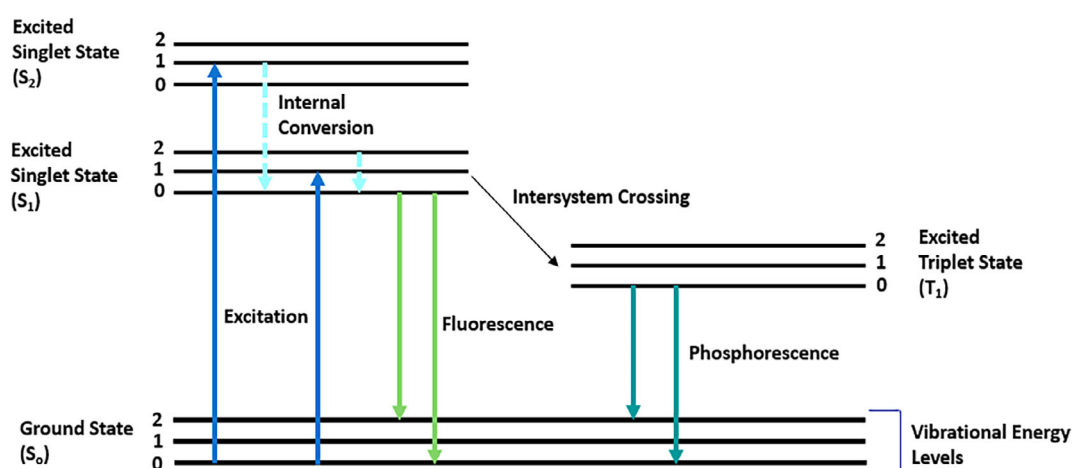 Excited
Singlet State
(S₂)
2
1
0
Internal
Conversion
Excited
Singlet State
(S₁)
2
1
0
Intersystem Crossing
2
1
0
Excited
Triplet State
(T₁)
Excitation
Fluorescence
Phosphorescence
Ground State
(Sₒ)
2
1
0
Vibrational Energy
Levels